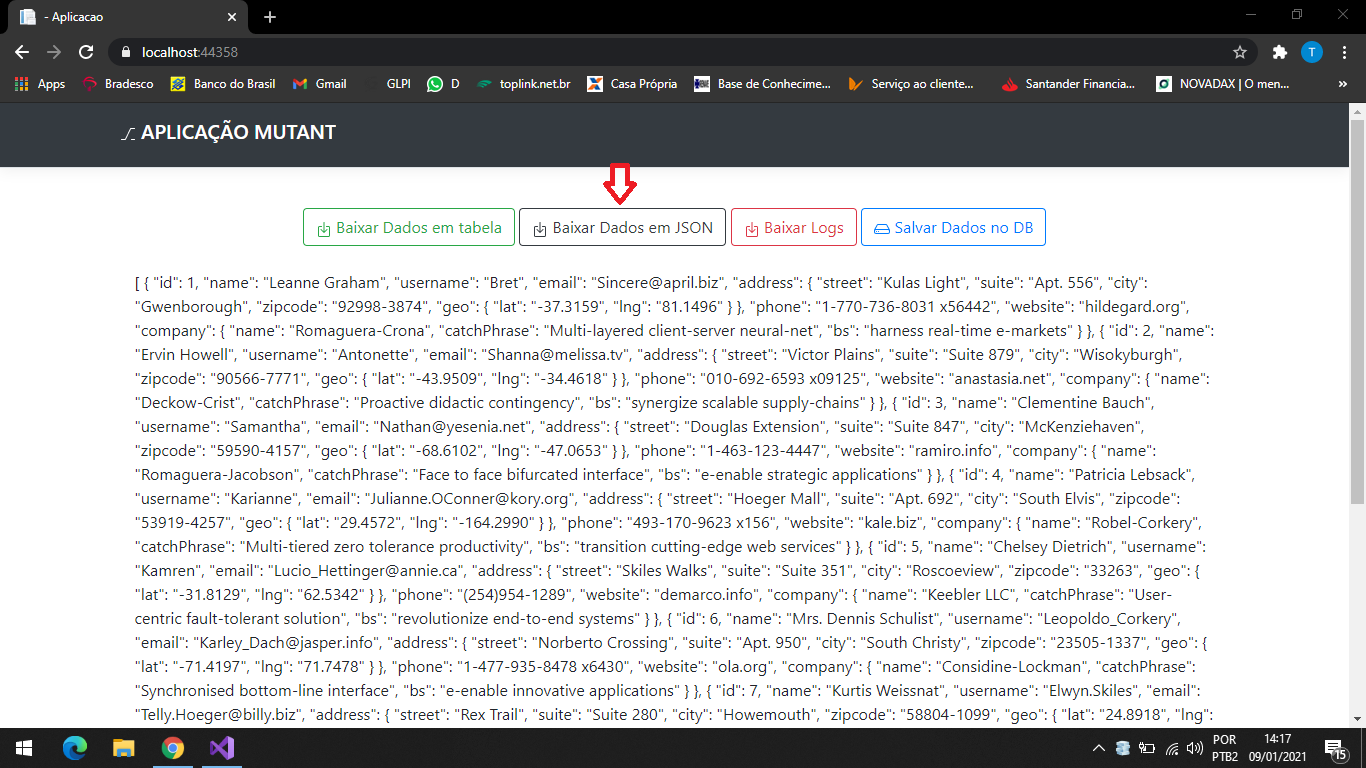 - Aplicacao
localhost:44358
Apps Bradesco Banco do Brasil Gmail GLPI D toplink.net.br Casa Própria Base de Conhecime... Serviço ao cliente... Santander Financia... NOVADAX | O men... »
APLICAÇÃO MUTANT
Baixar Dados em tabela Baixar Dados em JSON Baixar Logs Salvar Dados no DB
[ { "id": 1, "name": "Leanne Graham", "username": "Bret", "email": "Sincere@april.biz", "address": { "street": "Kulas Light", "suite": "Apt. 556", "city":
"Gwenborough", "zipcode": "92998-3874", "geo": { "lat": "-37.3159", "lng": "81.1496" } }, "phone": "1-770-736-8031 x56442", "website": "hildegard.org",
"company": { "name": "Romaguera-Crona", "catchPhrase": "Multi-layered client-server neural-net", "bs": "harness real-time e-markets" } }, { "id": 2, "name":
"Ervin Howell", "username": "Antonette", "email": "Shanna@melissa.tv", "address": { "street": "Victor Plains", "suite": "Suite 879", "city": "Wisokyburgh",
"zipcode": "90566-7771", "geo": { "lat": "-43.9509", "lng": "-34.4618" } }, "phone": "010-692-6593 x09125", "website": "anastasia.net", "company": { "name":
"Deckow-Crist", "catchPhrase": "Proactive didactic contingency", "bs": "synergize scalable supply-chains" } }, { "id": 3, "name": "Clementine Bauch",
"username": "Samantha", "email": "Nathan@yesenia.net", "address": { "street": "Douglas Extension", "suite": "Suite 847", "city": "McKenziehaven",
"zipcode": "59590-4157", "geo": { "lat": "-68.6102", "lng": "-47.0653" } }, "phone": "1-463-123-4447", "website": "ramiro.info", "company": { "name":
"Romaguera-Jacobson", "catchPhrase": "Face to face bifurcated interface", "bs": "e-enable strategic applications" } }, { "id": 4, "name": "Patricia Lebsack",
"username": "Karianne", "email": "Julianne.OConner@kory.org", "address": { "street": "Hoeger Mall", "suite": "Apt. 692", "city": "South Elvis", "zipcode":
"53919-4257", "geo": { "lat": "29.4572", "lng": "-164.2990" } }, "phone": "493-170-9623 x156", "website": "kale.biz", "company": { "name": "Robel-Corkery",
"catchPhrase": "Multi-tiered zero tolerance productivity", "bs": "transition cutting-edge web services" } }, { "id": 5, "name": "Chelsey Dietrich", "username":
"Kamren", "email": "Lucio_Hettinger@annie.ca", "address": { "street": "Skiles Walks", "suite": "Suite 351", "city": "Roscoeview", "zipcode": "33263", "geo": {
"lat": "-31.8129", "lng": "62.5342" } }, "phone": "(254)954-1289", "website": "demarco.info", "company": { "name": "Keebler LLC", "catchPhrase": "User-
centric fault-tolerant solution", "bs": "revolutionize end-to-end systems" } }, { "id": 6, "name": "Mrs. Dennis Schulist", "username": "Leopoldo_Corkery",
"email": "Karley_Dach@jasper.info", "address": { "street": "Norberto Crossing", "suite": "Apt. 950", "city": "South Christy", "zipcode": "23505-1337", "geo": {
"lat": "-71.4197", "lng": "71.7478" } }, "phone": "1-477-935-8478 x6430", "website": "ola.org", "company": { "name": "Considine-Lockman", "catchPhrase":
"Synchronised bottom-line interface", "bs": "e-enable innovative applications" } }, { "id": 7, "name": "Kurtis Weissnat", "username": "Elwyn.Skiles", "email":
"Telly.Hoeger@billy.biz", "address": { "street": "Rex Trail", "suite": "Suite 280", "city": "Howemouth", "zipcode": "58804-1099", "geo": { "lat": "24.8918", "lng":
POR 14:17
PTB2 09/01/2021 15